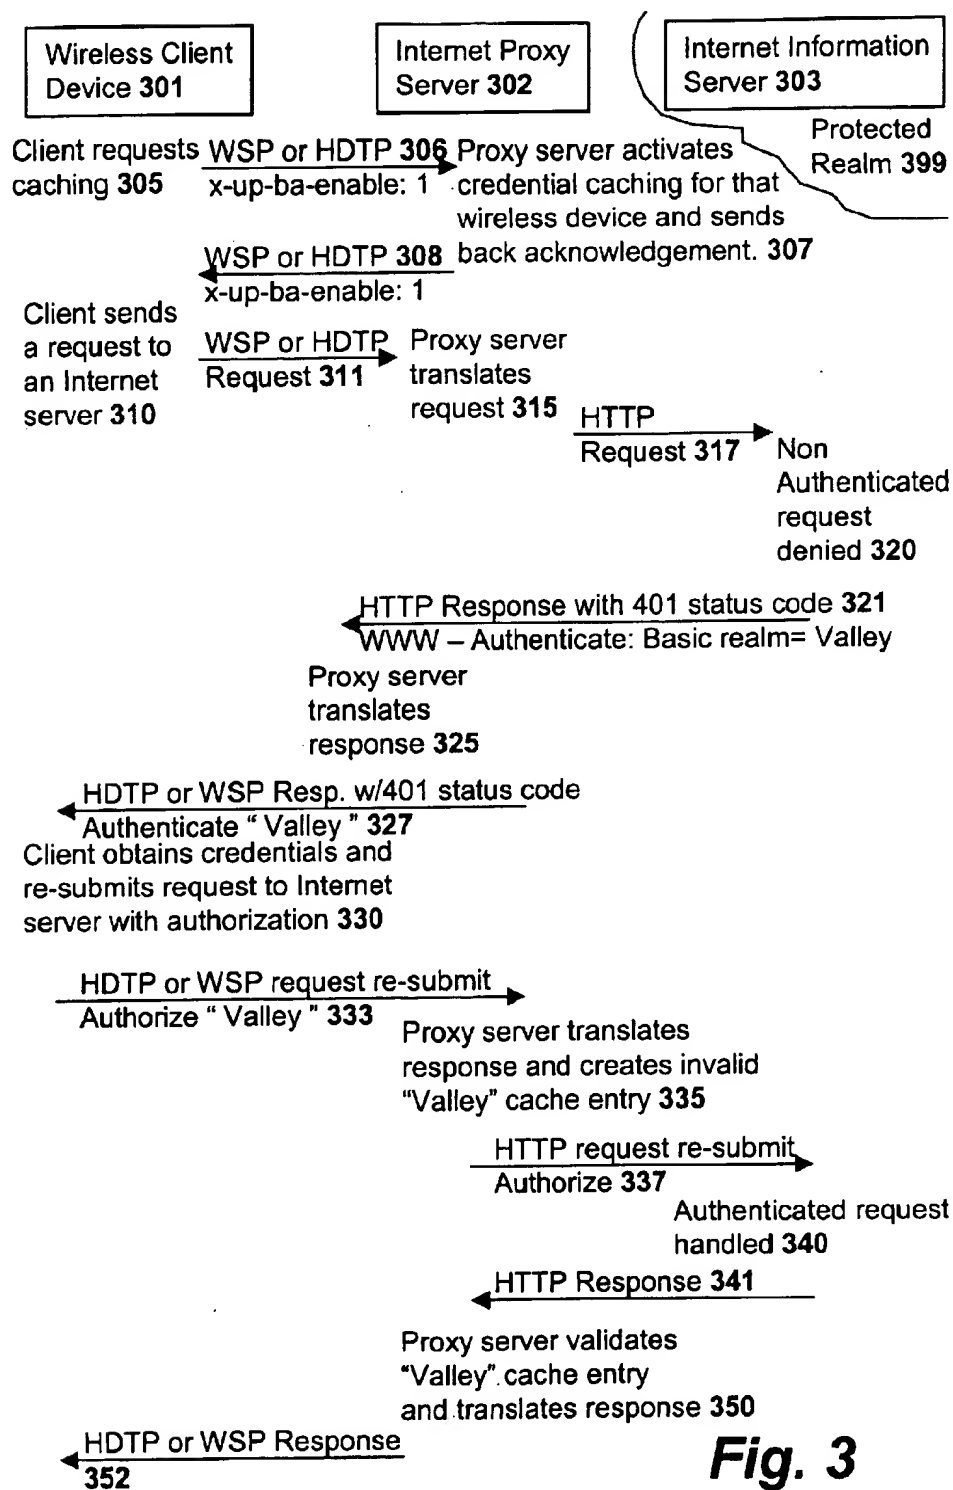 Wireless Client
Device 301
Internet Proxy
Server 302
Internet Information
Server 303
Protected
Realm 399
Client requests
caching 305
WSP or HDTP 306
x-up-ba-enable: 1
Proxy server activates
credential caching for that
wireless device and sends
back acknowledgement. 307
WSP or HDTP 308
x-up-ba-enable: 1
Client sends
a request to
an Internet
server 310
WSP or HDTP
Request 311
Proxy server
translates
request 315
HTTP
Request 317
Non
Authenticated
request
denied 320
HTTP Response with 401 status code 321
WWW – Authenticate: Basic realm= Valley
Proxy server
translates
response 325
HDTP or WSP Resp. w/401 status code
Authenticate “ Valley ” 327
Client obtains credentials and
re-submits request to Internet
server with authorization 330
HDTP or WSP request re-submit
Authorize “ Valley ” 333
Proxy server translates
response and creates invalid
“Valley” cache entry 335
HTTP request re-submit
Authorize 337
Authenticated request
handled 340
HTTP Response 341
Proxy server validates
“Valley” cache entry
and translates response 350
HDTP or WSP Response
352
Fig. 3